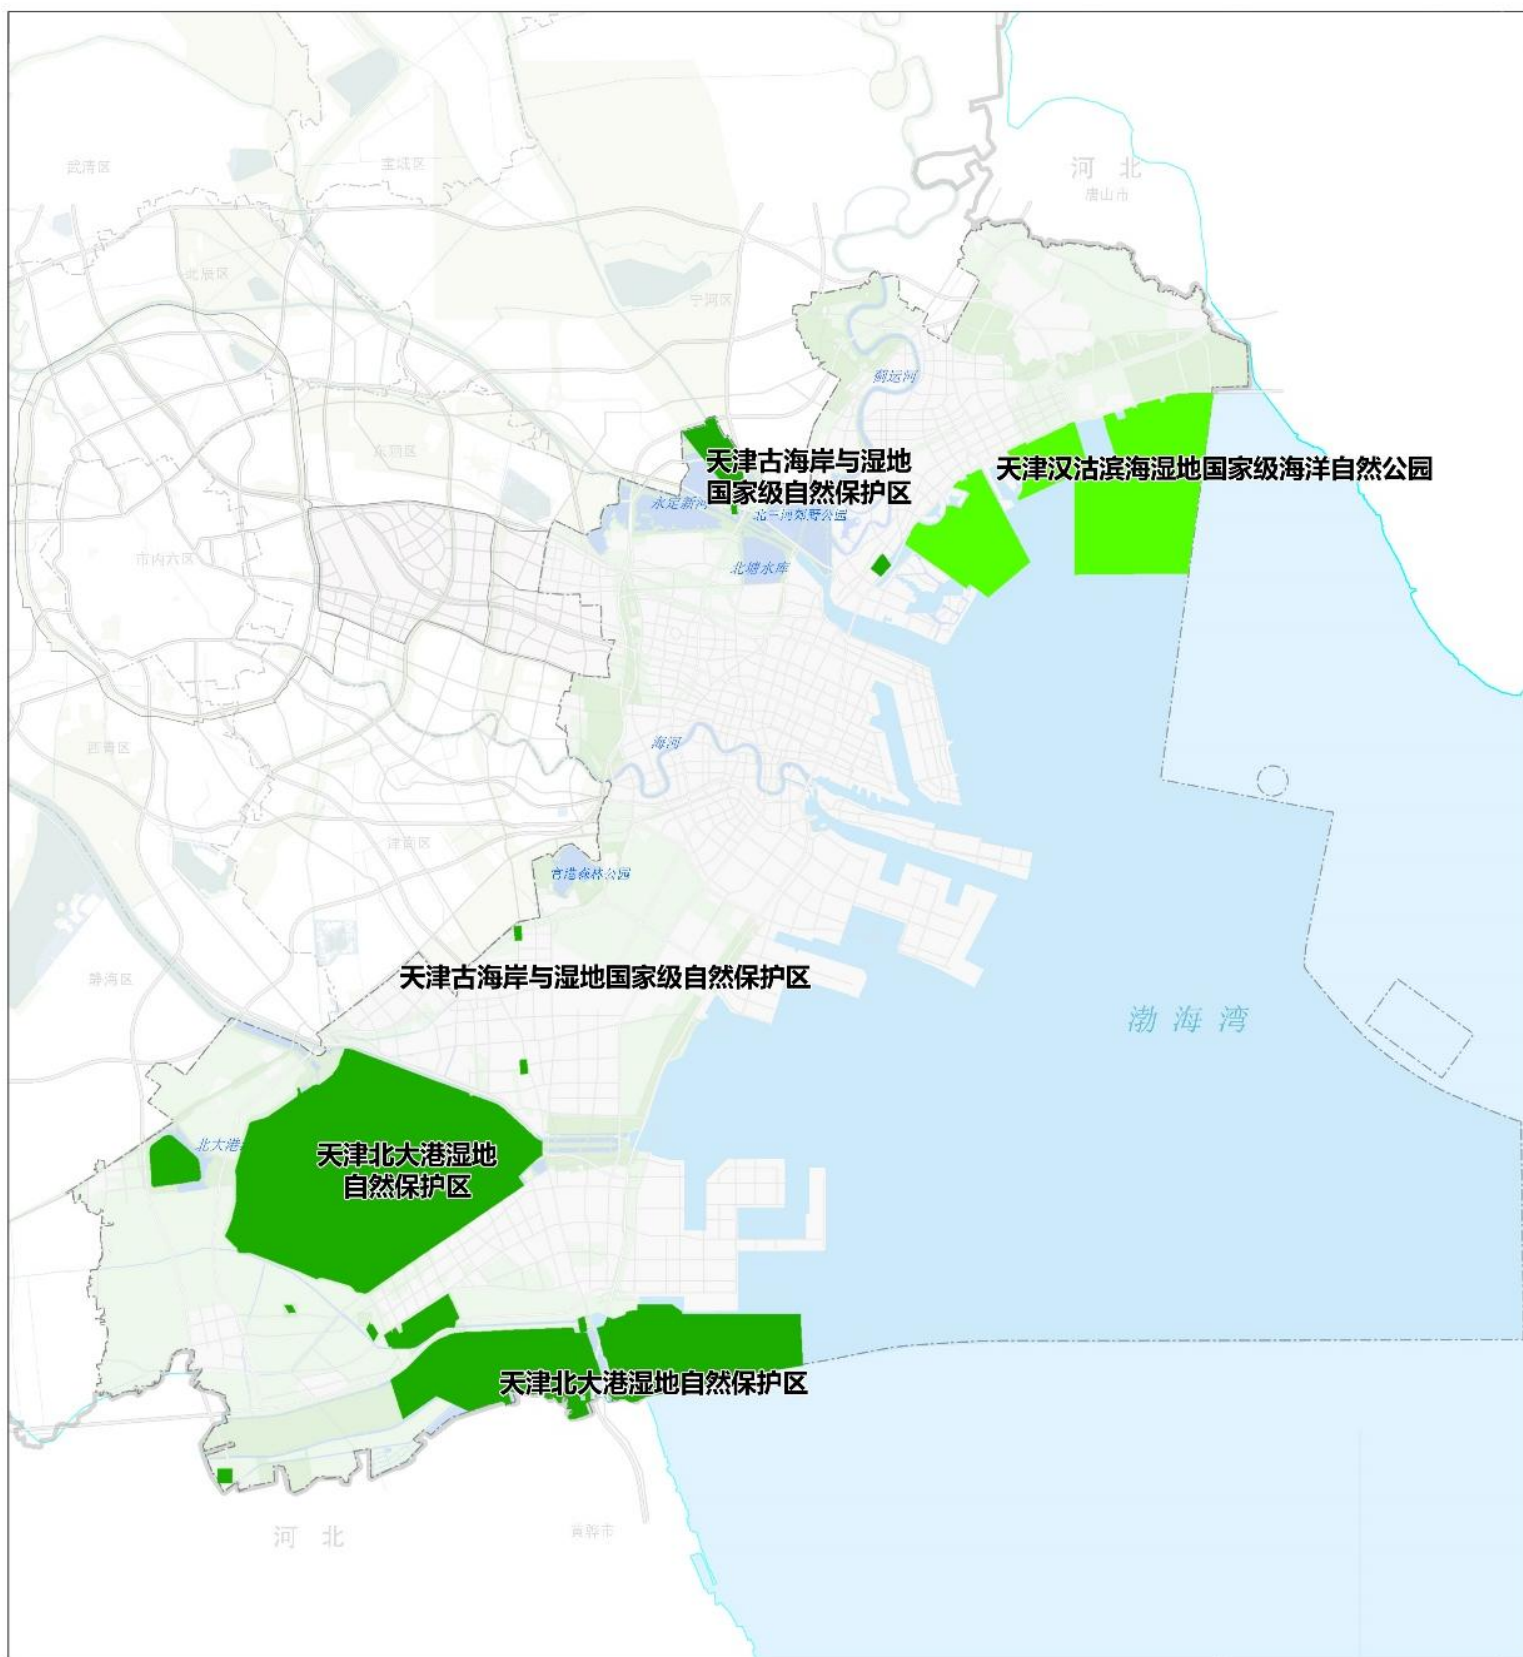 河 北
唐山市
武清区
宝坻区
北辰区
宁河区
蓟运河
东丽区
天津古海岸与湿地
国家级自然保护区
天津汉沽滨海湿地国家级海洋自然公园
永定新河
北三河郊野公园
市内六区
北塘水库
西青区
海河
津南区
官港森林公园
静海区
天津古海岸与湿地国家级自然保护区
渤海湾
北大港
天津北大港湿地
自然保护区
天津北大港湿地自然保护区
河 北
黄骅市